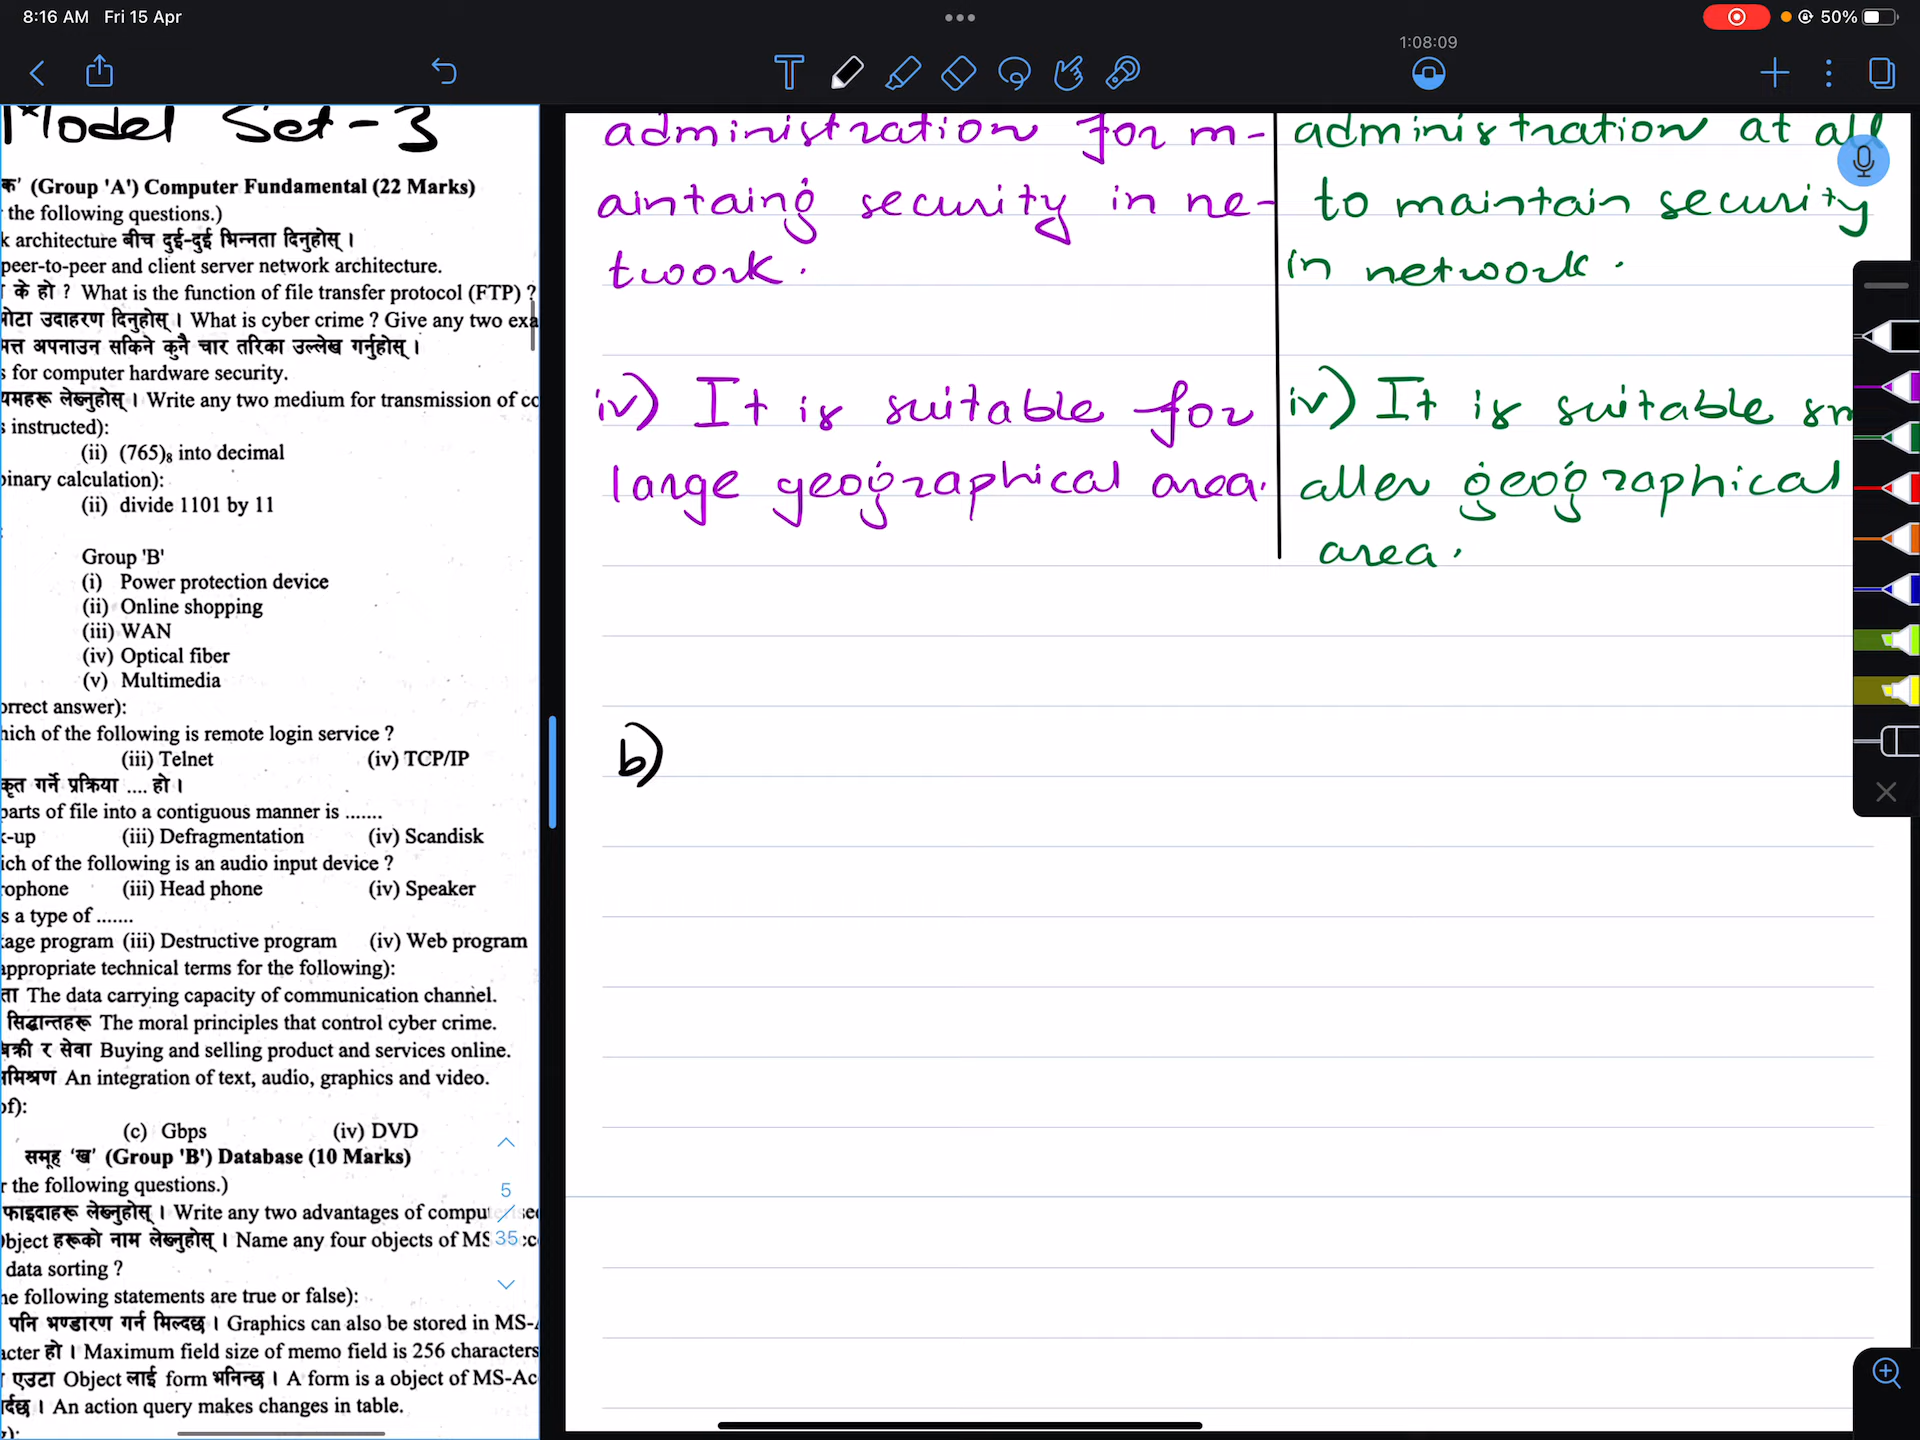 8:16 AM Fri 15 Apr
50%
1:08:09
Model Set - 3
क' (Group 'A') Computer Fundamental (22 Marks)
the following questions.)
k architecture बीच दुई-दुई भिन्नता दिनुहोस् ।
peer-to-peer and client server network architecture.
के हो ? What is the function of file transfer protocol (FTP) ?
मोटा उदाहरण दिनुहोस् । What is cyber crime ? Give any two exa
मत्त अपनाउन सकिने कुनै चार तरिका उल्लेख गर्नुहोस् ।
s for computer hardware security.
यमहरू लेख्नुहोस् । Write any two medium for transmission of co
s instructed):
(ii) (765)₈ into decimal
binary calculation):
(ii) divide 1101 by 11
:
Group 'B'
(i) Power protection device
(ii) Online shopping
(iii) WAN
(iv) Optical fiber
(v) Multimedia
orrect answer):
hich of the following is remote login service ?
(iii) Telnet (iv) TCP/IP
कृत गर्ने प्रक्रिया .... हो ।
parts of file into a contiguous manner is .......
k-up (iii) Defragmentation (iv) Scandisk
ich of the following is an audio input device ?
rophone (iii) Head phone (iv) Speaker
s a type of .......
kage program (iii) Destructive program (iv) Web program
appropriate technical terms for the following):
ता The data carrying capacity of communication channel.
सिद्धान्तहरू The moral principles that control cyber crime.
बिक्री र सेवा Buying and selling product and services online.
मिश्रण An integration of text, audio, graphics and video.
of):
(c) Gbps (iv) DVD
समूह 'ख' (Group 'B') Database (10 Marks)
r the following questions.)
फाइदाहरू लेख्नुहोस् । Write any two advantages of compu
Object हरूको नाम लेख्नुहोस् । Name any four objects of MS
data sorting ?
he following statements are true or false):
पनि भण्डारण गर्न मिल्दछ । Graphics can also be stored in MS-
acter हो । Maximum field size of memo field is 256 characters
एउटा Object लाई form भनिन्छ । A form is a object of MS-Ac
र्दछ । An action query makes changes in table.
5
/
35
administration for m-
aintaing security in ne-
twork.
iv) It is suitable for
large geographical area.
administration at all
to maintain security
in network.
iv) It is suitable sm
aller geographical
area.
b)